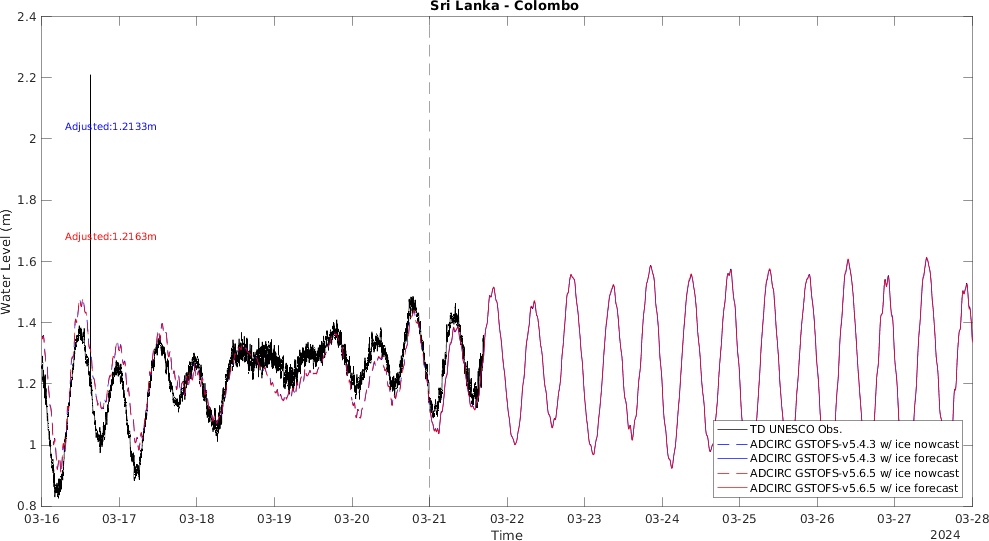 Sri Lanka - Colombo
2.4
2.2
2
1.8
1.6
1.4
1.2
1
0.8
Water Level (m)
Adjusted:1.2133m
Adjusted:1.2163m
TD UNESCO Obs.
ADCIRC GSTOFS-v5.4.3 w/ ice nowcast
ADCIRC GSTOFS-v5.4.3 w/ ice forecast
ADCIRC GSTOFS-v5.6.5 w/ ice nowcast
ADCIRC GSTOFS-v5.6.5 w/ ice forecast
03-16 03-17 03-18 03-19 03-20 03-21 03-22 03-23 03-24 03-25 03-26 03-27 03-28
Time
2024